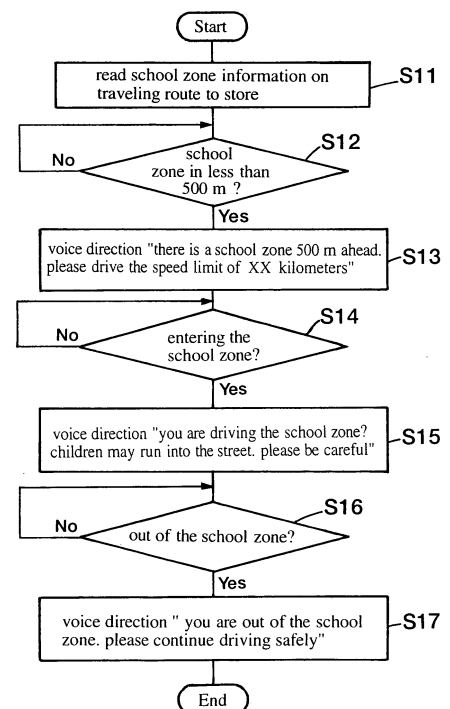 Start
read school zone information on
traveling route to store
S11
S12
school
zone in less than
500 m ?
No
Yes
voice direction "there is a school zone 500 m ahead.
please drive the speed limit of XX kilometers"
S13
S14
entering the
school zone?
No
Yes
voice direction "you are driving the school zone?
children may run into the street. please be careful"
S15
S16
out of the school zone?
No
Yes
voice direction " you are out of the school
zone. please continue driving safely"
S17
End